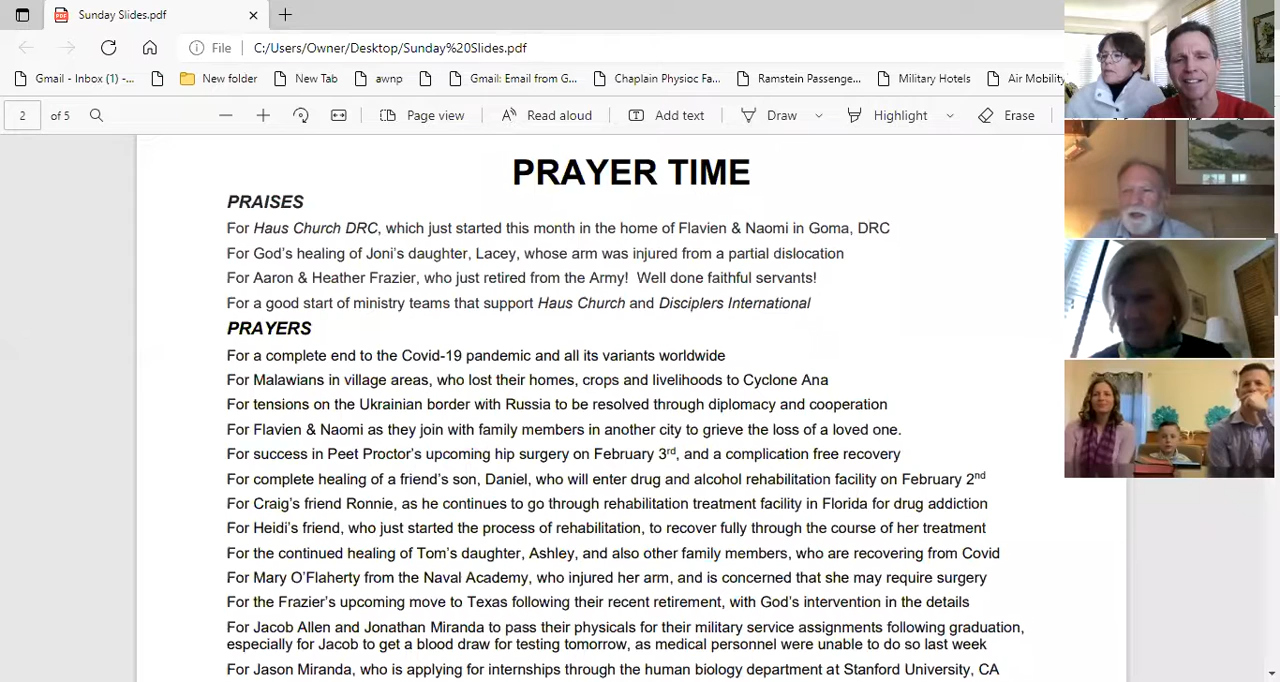 Sunday Slides.pdf
File C:/Users/Owner/Desktop/Sunday%20Slides.pdf
Gmail - Inbox (1) -... New folder New Tab apnp Gmail: Email from G... Chaplain Physioc Fa... Ramstein Passenge... Military Hotels Air Mobility
2 of 5 Page view Read aloud Add text Draw Highlight Erase
PRAYER TIME
PRAISES
For Haus Church DRC, which just started this month in the home of Flavien & Naomi in Goma, DRC
For God's healing of Joni's daughter, Lacey, whose arm was injured from a partial dislocation
For Aaron & Heather Frazier, who just retired from the Army! Well done faithful servants!
For a good start of ministry teams that support Haus Church and Disciplers International
PRAYERS
For a complete end to the Covid-19 pandemic and all its variants worldwide
For Malawians in village areas, who lost their homes, crops and livelihoods to Cyclone Ana
For tensions on the Ukrainian border with Russia to be resolved through diplomacy and cooperation
For Flavien & Naomi as they join with family members in another city to grieve the loss of a loved one.
For success in Peet Proctor's upcoming hip surgery on February 3rd, and a complication free recovery
For complete healing of a friend's son, Daniel, who will enter drug and alcohol rehabilitation facility on February 2nd
For Craig's friend Ronnie, as he continues to go through rehabilitation treatment facility in Florida for drug addiction
For Heidi's friend, who just started the process of rehabilitation, to recover fully through the course of her treatment
For the continued healing of Tom's daughter, Ashley, and also other family members, who are recovering from Covid
For Mary O'Flaherty from the Naval Academy, who injured her arm, and is concerned that she may require surgery
For the Frazier's upcoming move to Texas following their recent retirement, with God's intervention in the details
For Jacob Allen and Jonathan Miranda to pass their physicals for their military service assignments following graduation,
especially for Jacob to get a blood draw for testing tomorrow, as medical personnel were unable to do so last week
For Jason Miranda, who is applying for internships through the human biology department at Stanford University, CA